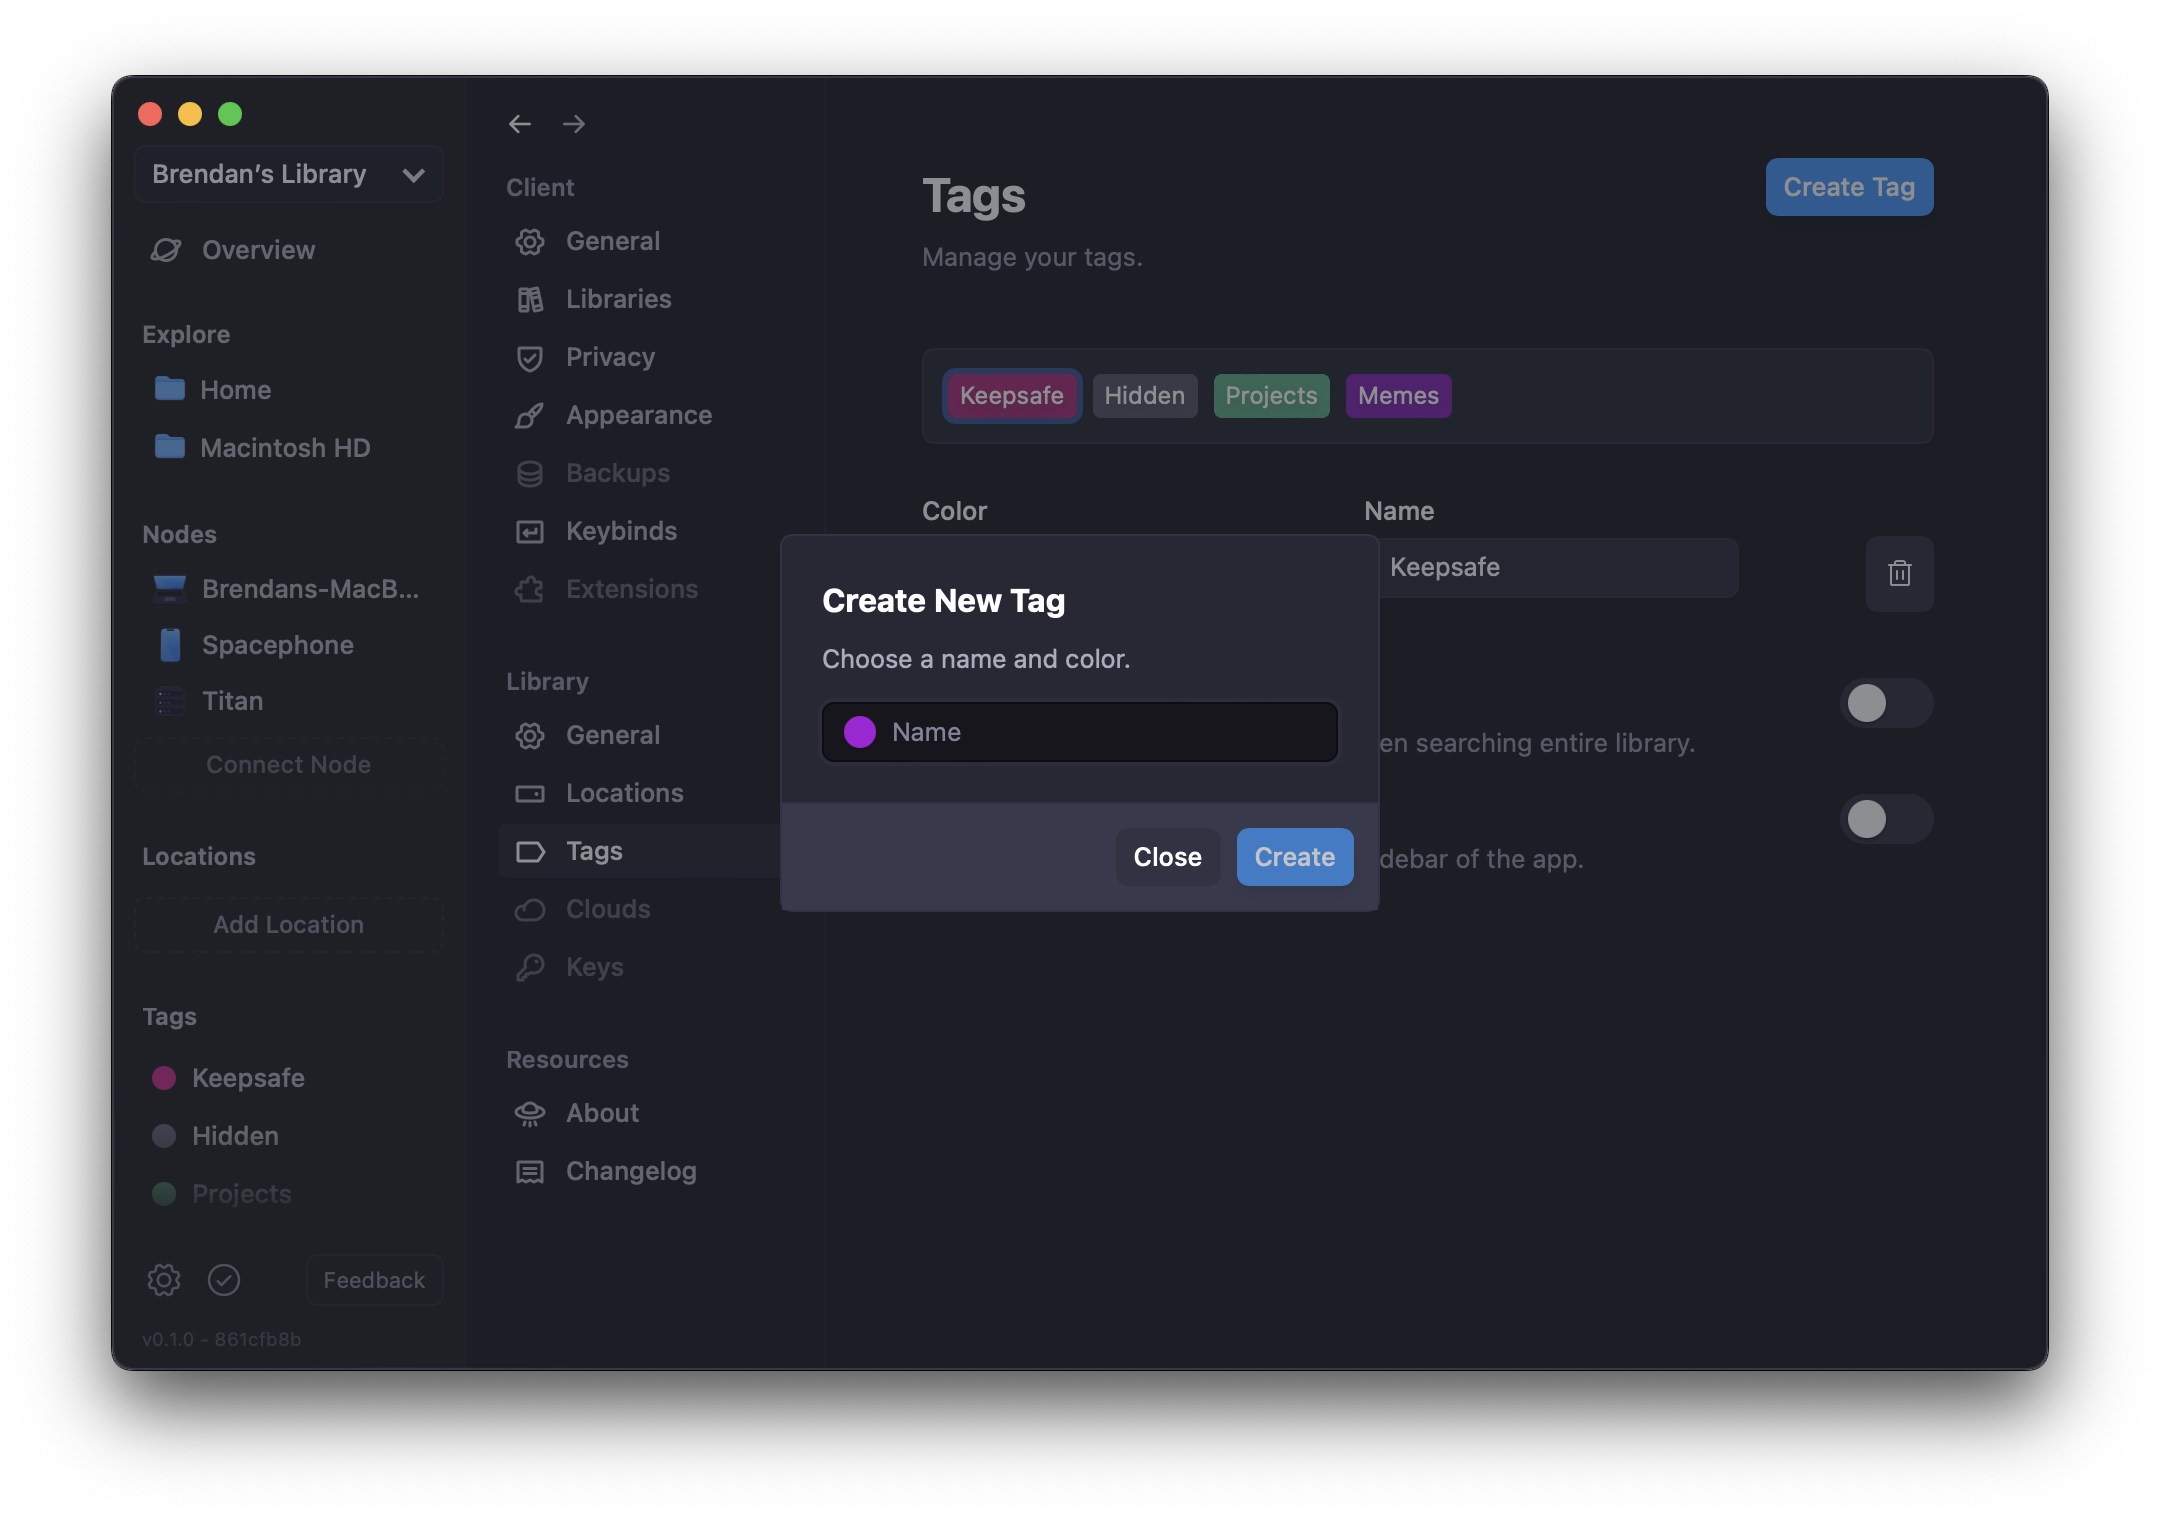 Brendan's Library
Overview
Explore
Home
Macintosh HD
Nodes
Brendans-MacB...
Spacephone
Titan
Connect Node
Locations
Add Location
Tags
Keepsafe
Hidden
Projects
Feedback
v0.1.0 - 861cfb8b
Client
General
Libraries
Privacy
Appearance
Backups
Keybinds
Extensions
Library
General
Locations
Tags
Clouds
Keys
Resources
About
Changelog
Tags
Create Tag
Manage your tags.
Keepsafe Hidden Projects Memes
Color Name
Keepsafe
en searching entire library.
debar of the app.
Create New Tag
Choose a name and color.
Name
Close Create